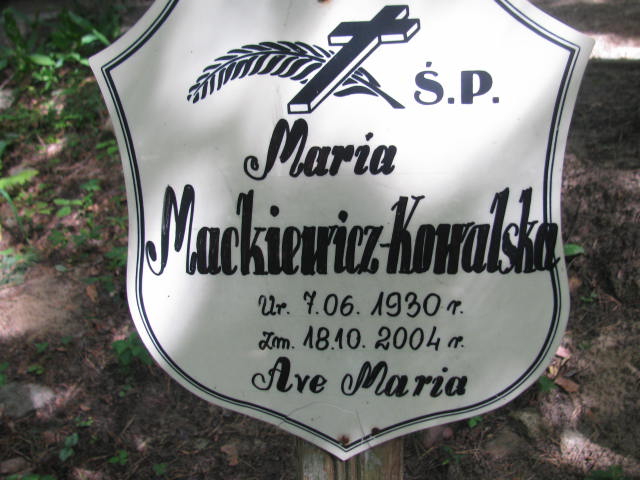 Ś.P.
Maria
Mackiewicz-Kowalska
Ur. 7.06. 1930 r.
zm. 18.10. 2004 r.
Ave Maria